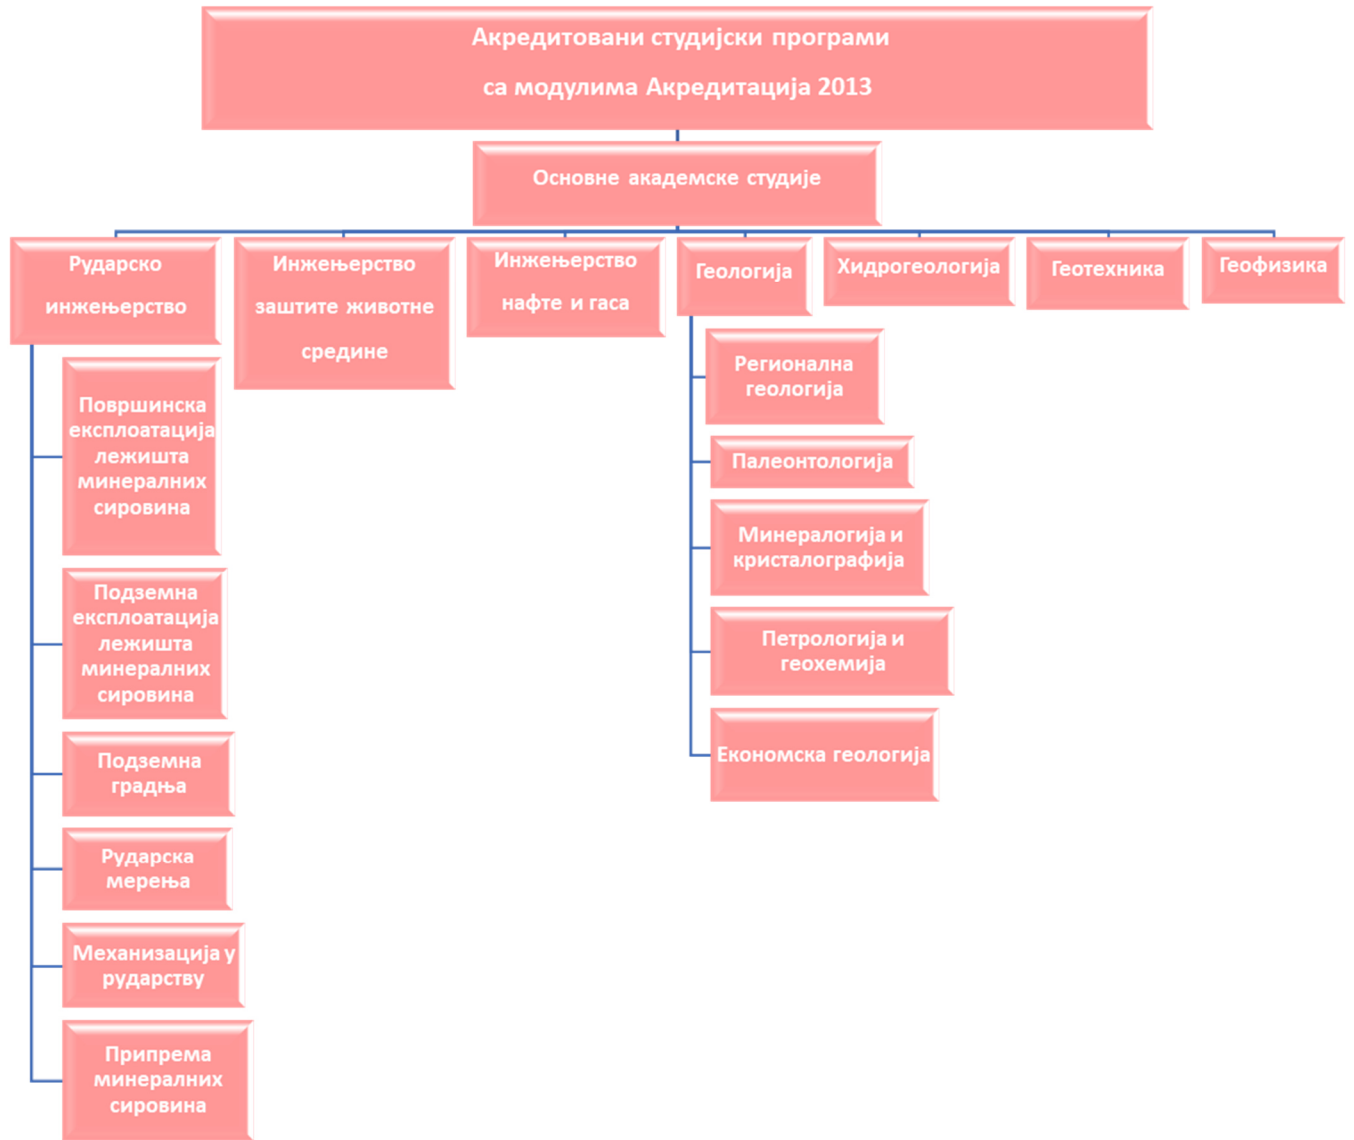 Акредитовани студијски програми
са модулима Акредитација 2013
Основне академске студије
Рударско
инжењерство
Инжењерство
заштите животне
средине
Инжењерство
нафте и гаса
Геологија
Хидрогеологија
Геотехника
Геофизика
Површинска
експлоатација
лежишта
минералних
сировина
Подземна
експлоатација
лежишта
минералних
сировина
Подземна
градња
Рударска
мерења
Механизација у
рударству
Припрема
минералних
сировина
Регионална
геологија
Палеонтологија
Минералогија и
кристалографија
Петрологија и
геохемија
Економска геологија